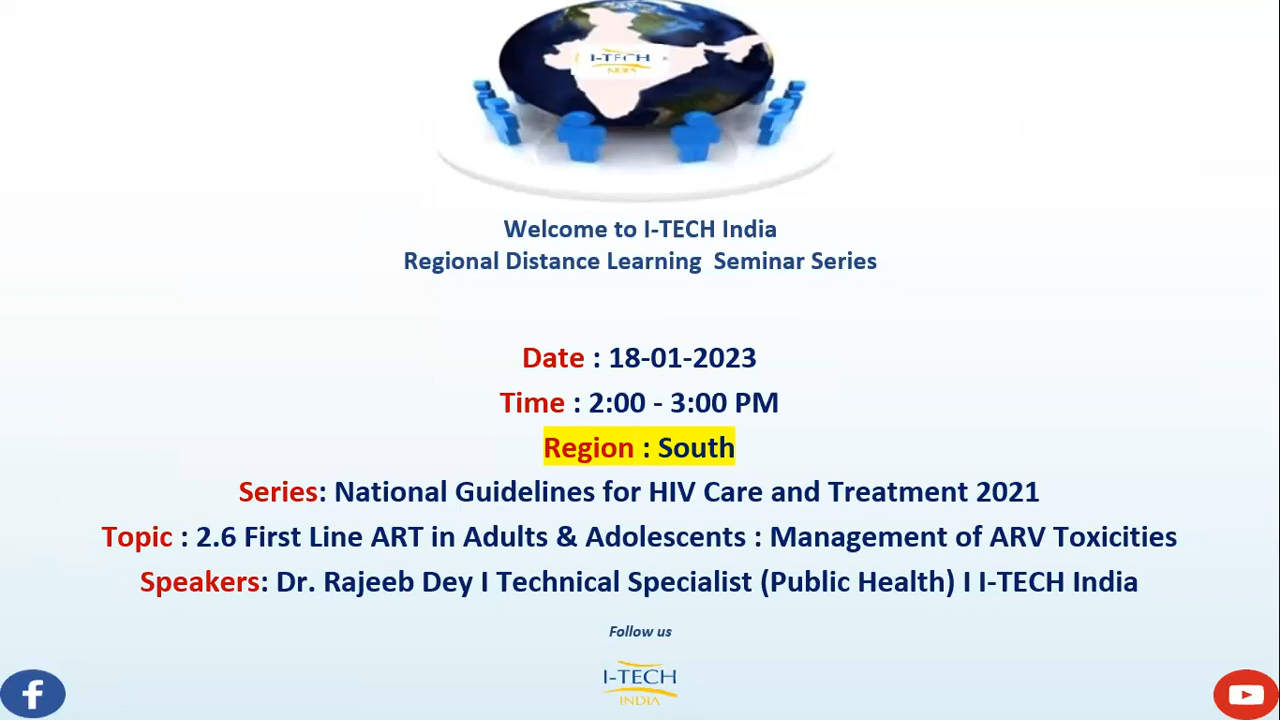 I-TECH
INDIA
Welcome to I-TECH India
Regional Distance Learning Seminar Series
Date : 18-01-2023
Time : 2:00 - 3:00 PM
Region : South
Series: National Guidelines for HIV Care and Treatment 2021
Topic : 2.6 First Line ART in Adults & Adolescents : Management of ARV Toxicities
Speakers: Dr. Rajeeb Dey I Technical Specialist (Public Health) I I-TECH India
Follow us
I-TECH
INDIA
f